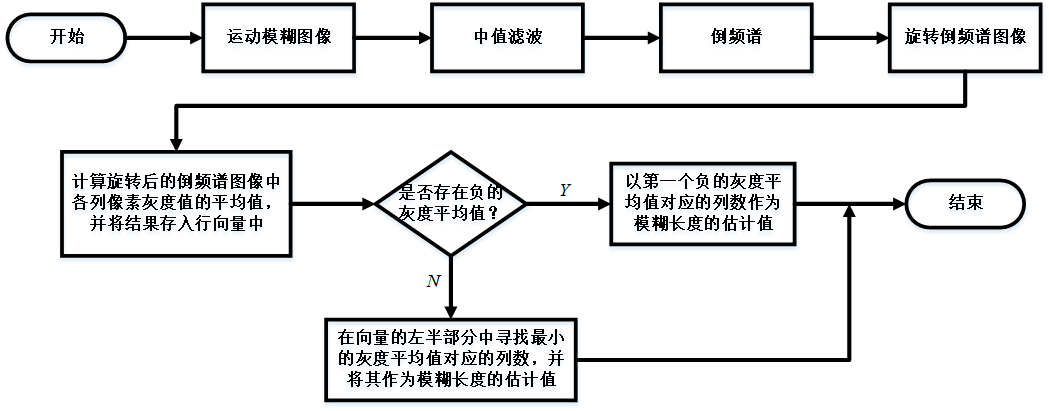 开始
运动模糊图像
中值滤波
倒频谱
旋转倒频谱图像
计算旋转后的倒频谱图像中
各列像素灰度值的平均值，
并将结果存入行向量中
是否存在负的
灰度平均值？
Y
以第一个负的灰度平
均值对应的列数作为
模糊长度的估计值
结束
N
在向量的左半部分中寻找最小
的灰度平均值对应的列数，并
将其作为模糊长度的估计值